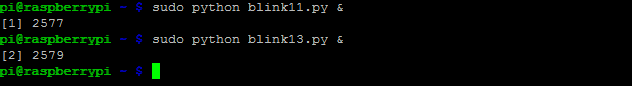 pi@raspberrypi ~ $ sudo python blink11.py &
[1] 2577
pi@raspberrypi ~ $ sudo python blink13.py &
[2] 2579
pi@raspberrypi ~ $